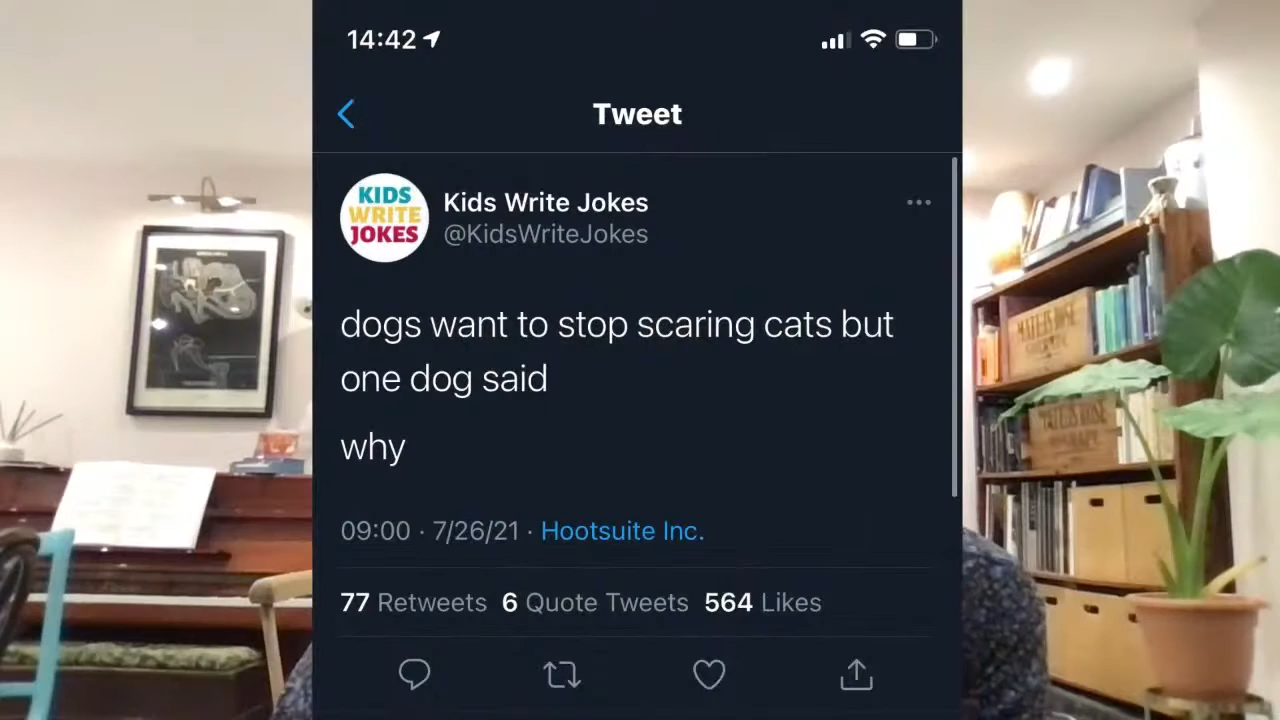 14:42
Tweet
KIDS
WRITE
JOKES
Kids Write Jokes
@KidsWriteJokes
dogs want to stop scaring cats but
one dog said
why
09:00 · 7/26/21 · Hootsuite Inc.
77 Retweets 6 Quote Tweets 564 Likes